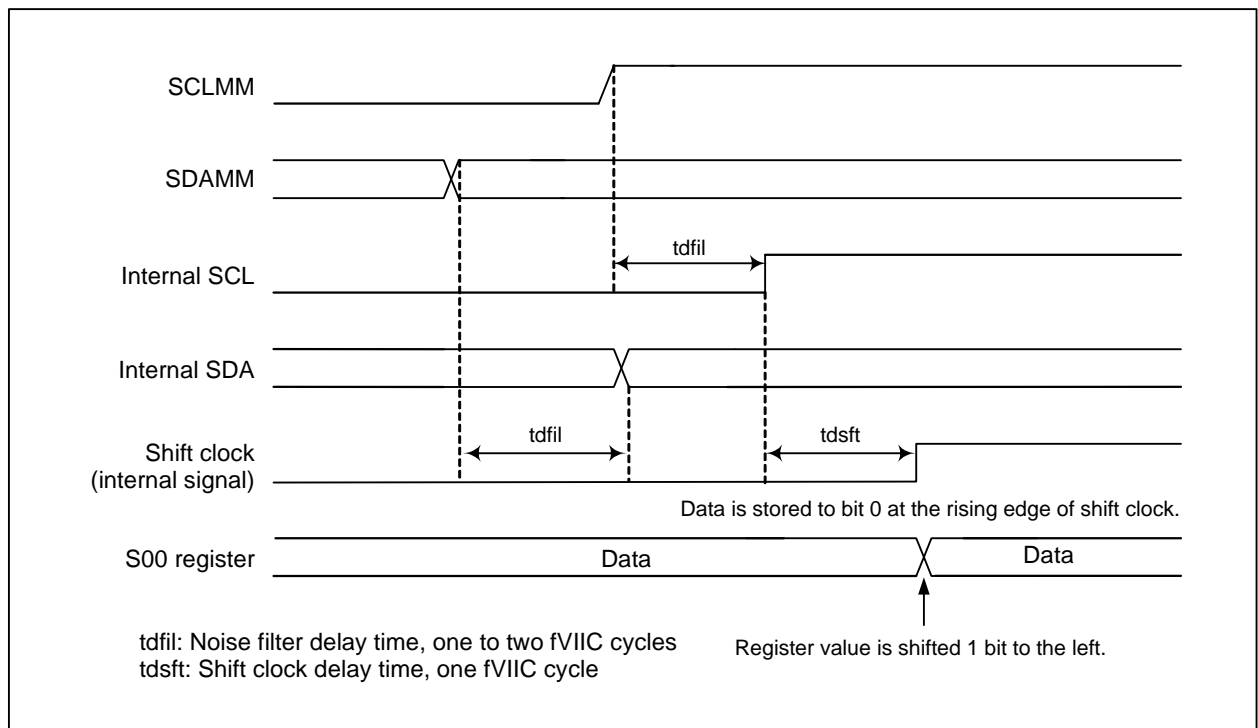 SCLMM
SDAMM
tdfil
Internal SCL
Internal SDA
tdfil
tdsft
Shift clock
(internal signal)
Data is stored to bit 0 at the rising edge of shift clock.
S00 register
Data
Data
tdfil: Noise filter delay time, one to two fVIIC cycles
tdsft: Shift clock delay time, one fVIIC cycle
Register value is shifted 1 bit to the left.